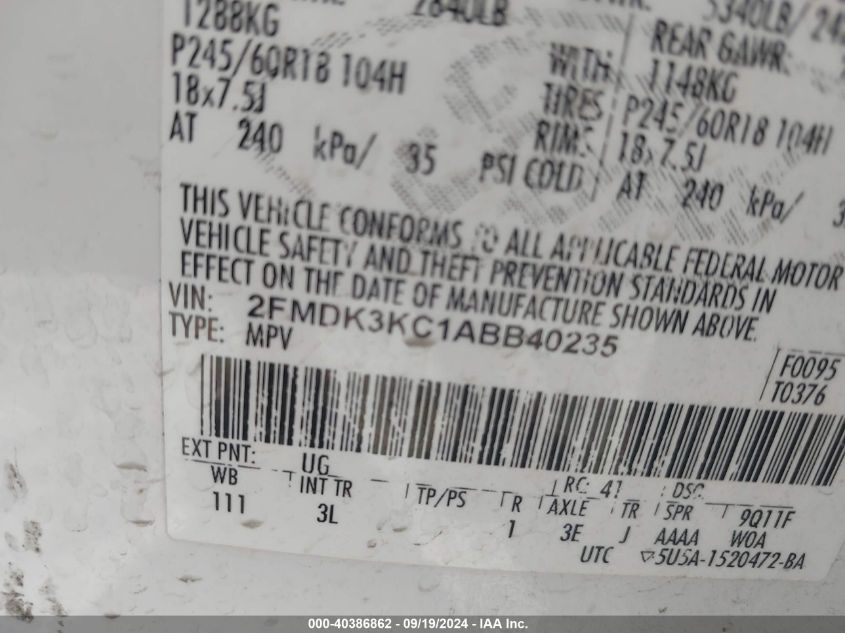 1288KG 2840LB 5340LB/
REAR GAWR:
P245/60R18 104H WITH 1148KG
18x7.5J TIRES P245/60R18 104H
RIMS 18x7.5J
AT 240 kPa/ 35 PSI COLD AT 240 kPa/
THIS VEHICLE CONFORMS TO ALL APPLICABLE FEDERAL MOTOR
VEHICLE SAFETY AND THEFT PREVENTION STANDARDS IN
EFFECT ON THE DATE OF MANUFACTURE SHOWN ABOVE.
VIN: 2FMDK3KC1ABB40235
TYPE: MPV
F0095
T0376
EXT PNT: UG RC: 41 DSO:
WB INT TR TP/PS R AXLE TR SPR 9Q11F
111 3L 1 3E J AAAA W0A
UTC ▽5U5A-1520472-BA
000-40386862 - 09/19/2024 - IAA Inc.